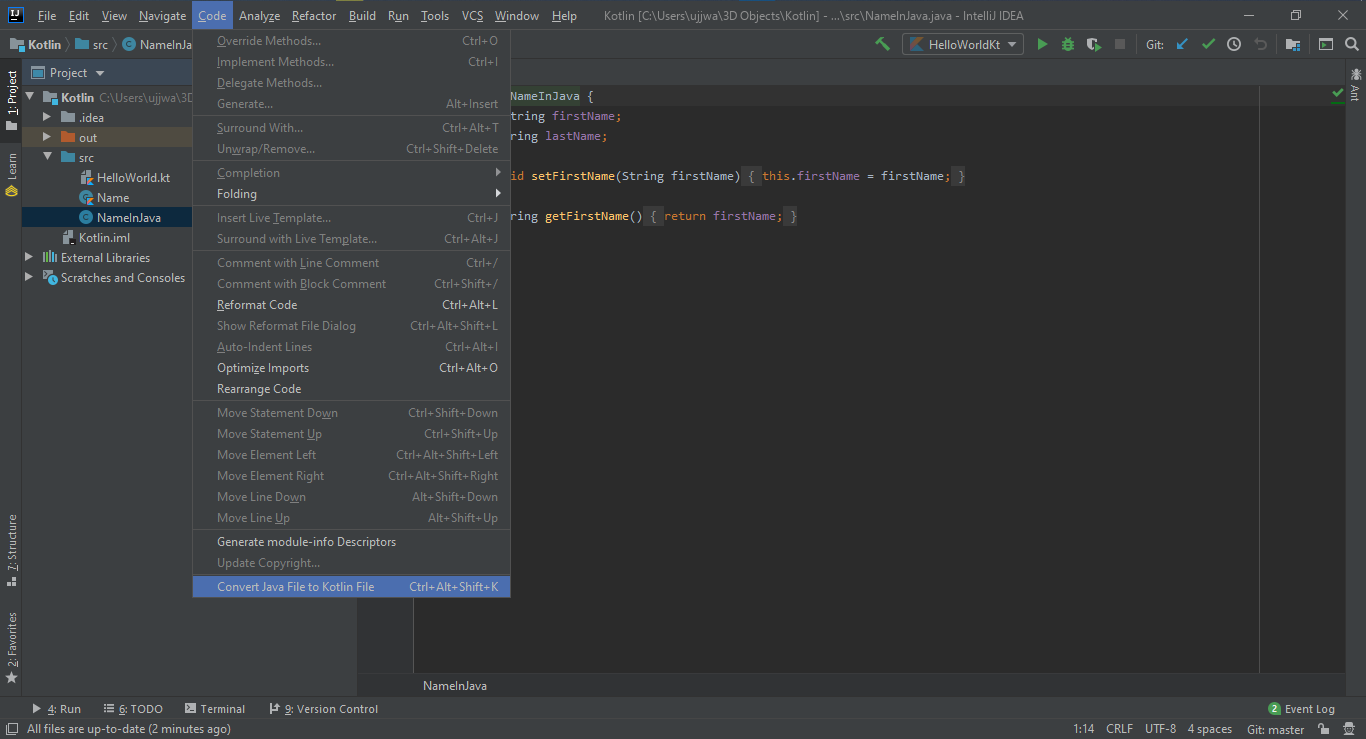 IJ File Edit View Navigate Code Analyze Refactor Build Run Tools VCS Window Help Kotlin [C:\Users\ujjwa\3D Objects\Kotlin] - ...\src\NameInJava.java - IntelliJ IDEA
Kotlin src NameInJa HelloWorldKt Git:
Project
Kotlin C:\Users\ujjwa\3D
.idea
out
src
HelloWorld.kt
Name
NameInJava
Kotlin.iml
External Libraries
Scratches and Consoles
1: Project
Learn
7: Structure
2: Favorites
Override Methods... Ctrl+O
Implement Methods... Ctrl+I
Delegate Methods...
Generate... Alt+Insert
Surround With... Ctrl+Alt+T
Unwrap/Remove... Ctrl+Shift+Delete
Completion
Folding
Insert Live Template... Ctrl+J
Surround with Live Template... Ctrl+Alt+J
Comment with Line Comment Ctrl+/
Comment with Block Comment Ctrl+Shift+/
Reformat Code Ctrl+Alt+L
Show Reformat File Dialog Ctrl+Alt+Shift+L
Auto-Indent Lines Ctrl+Alt+I
Optimize Imports Ctrl+Alt+O
Rearrange Code
Move Statement Down Ctrl+Shift+Down
Move Statement Up Ctrl+Shift+Up
Move Element Left Ctrl+Alt+Shift+Left
Move Element Right Ctrl+Alt+Shift+Right
Move Line Down Alt+Shift+Down
Move Line Up Alt+Shift+Up
Generate module-info Descriptors
Update Copyright...
Convert Java File to Kotlin File Ctrl+Alt+Shift+K
NameInJava {
tring firstName;
ring lastName;
id setFirstName(String firstName) { this.firstName = firstName; }
ring getFirstName() { return firstName; }
Ant
NameInJava
4: Run 6: TODO Terminal 9: Version Control 2 Event Log
All files are up-to-date (2 minutes ago) 1:14 CRLF UTF-8 4 spaces Git: master